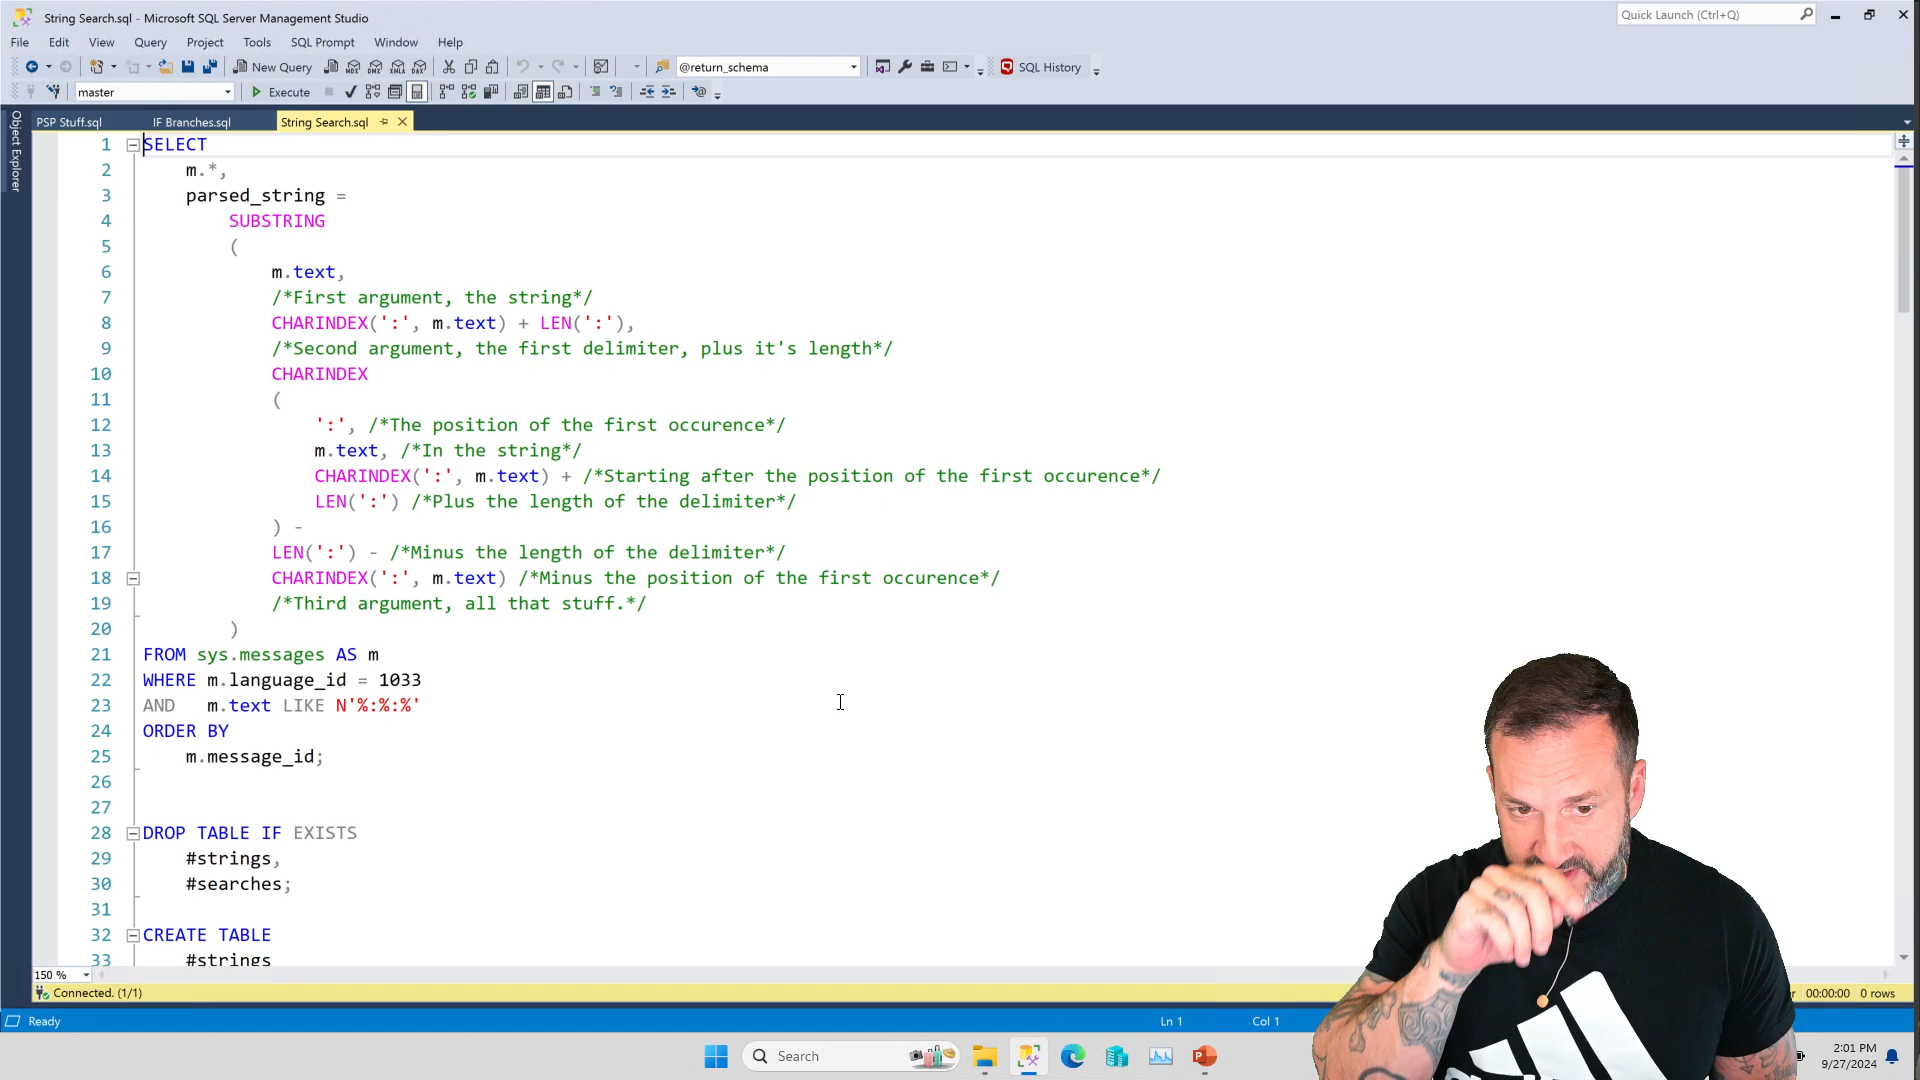 String Search.sql - Microsoft SQL Server Management Studio
Quick Launch (Ctrl+Q)
File Edit View Query Project Tools SQL Prompt Window Help
New Query
@return_schema
SQL History
master
Execute
Object Explorer
PSP Stuff.sql
IF Branches.sql
String Search.sql
1 SELECT
2 m.*,
3 parsed_string =
4 SUBSTRING
5 (
6 m.text,
7 /*First argument, the string*/
8 CHARINDEX(':', m.text) + LEN(':'),
9 /*Second argument, the first delimiter, plus it's length*/
10 CHARINDEX
11 (
12 ':', /*The position of the first occurence*/
13 m.text, /*In the string*/
14 CHARINDEX(':', m.text) + /*Starting after the position of the first occurence*/
15 LEN(':') /*Plus the length of the delimiter*/
16 ) -
17 LEN(':') - /*Minus the length of the delimiter*/
18 CHARINDEX(':', m.text) /*Minus the position of the first occurence*/
19 /*Third argument, all that stuff.*/
20 )
21 FROM sys.messages AS m
22 WHERE m.language_id = 1033
23 AND m.text LIKE N'%:%:%'
24 ORDER BY
25 m.message_id;
26
27
28 DROP TABLE IF EXISTS
29 #strings,
30 #searches;
31
32 CREATE TABLE
33 #strings
150 %
Connected. (1/1)
00:00:00 0 rows
Ready
Ln 1
Col 1
Search
2:01 PM
9/27/2024